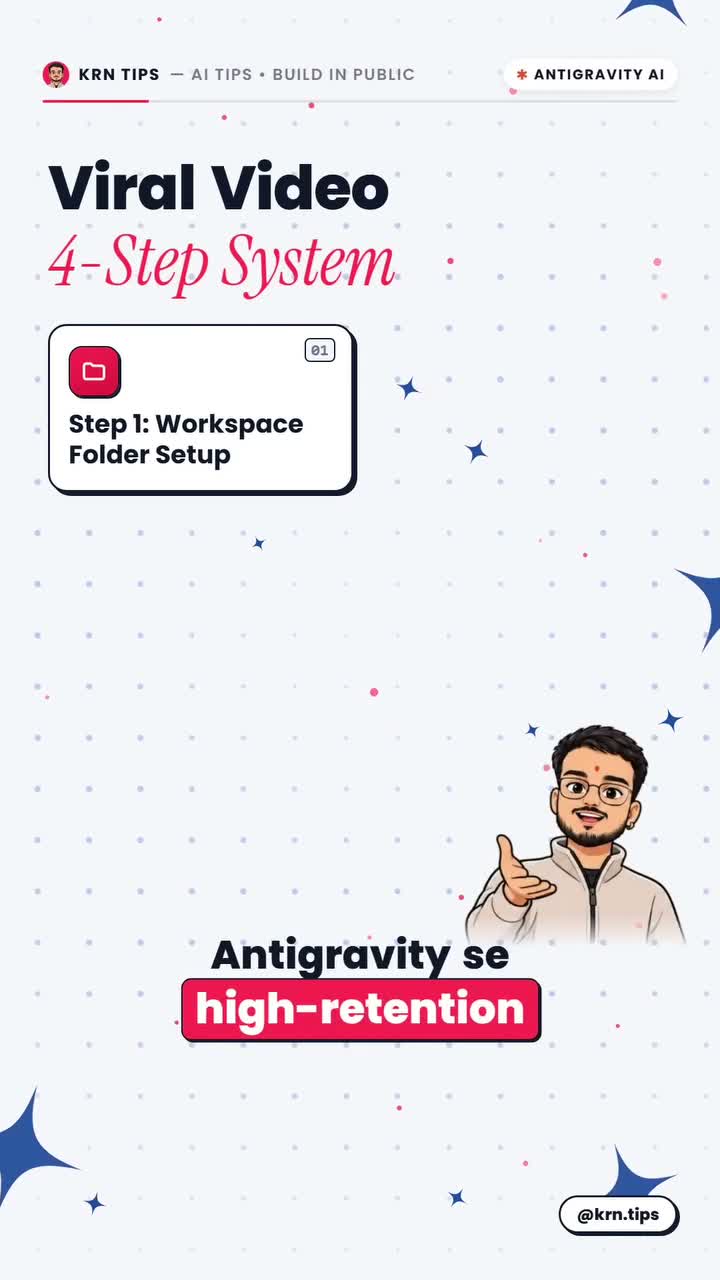 KRN TIPS — AI TIPS • BUILD IN PUBLIC
✱ ANTIGRAVITY AI
Viral Video
4-Step System
01
Step 1: Workspace
Folder Setup
Antigravity se
high-retention
@krn.tips